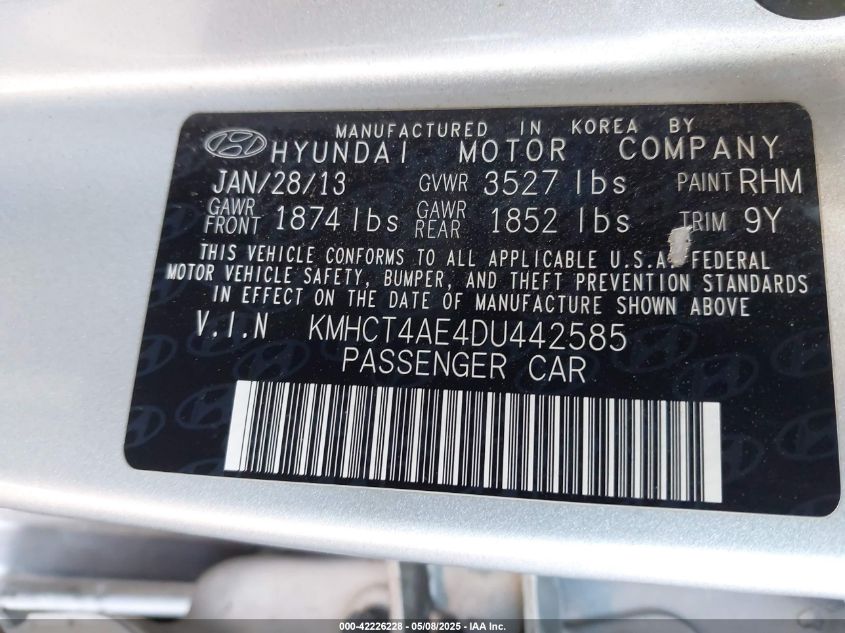 MANUFACTURED IN KOREA BY
HYUNDAI MOTOR COMPANY
JAN/28/13 GVWR 3527 lbs PAINT RHM
GAWR FRONT 1874 lbs GAWR REAR 1852 lbs TRIM 9Y
THIS VEHICLE CONFORMS TO ALL APPLICABLE U.S.A. FEDERAL
MOTOR VEHICLE SAFETY, BUMPER, AND THEFT PREVENTION STANDARDS
IN EFFECT ON THE DATE OF MANUFACTURE SHOWN ABOVE
V.I.N KMHCT4AE4DU442585
PASSENGER CAR
000-42226228 - 05/08/2025 - IAA Inc.